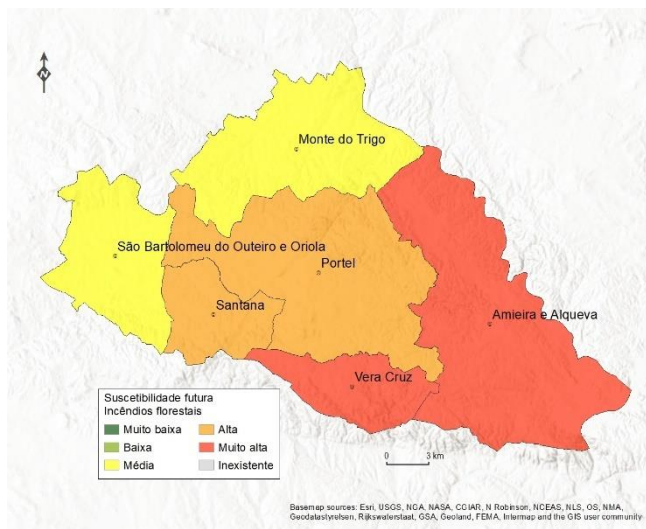 N
Monte do Trigo
São Bartolomeu do Outeiro e Oriola
Portel
Santana
Amieira e Alqueva
Vera Cruz
Suscetibilidade futura
Incêndios florestais
Muito baixa
Alta
Baixa
Muito alta
Média
Inexistente
0 3 km
Basemap sources: Esri, USGS, NGA, NASA, CGIAR, N Robinson, NCEAS, NLS, OS, NMA,
Geodatastyrelsen, Rijkswaterstaat, GSA, Geoland, FEMA, Intermap and the GIS user community